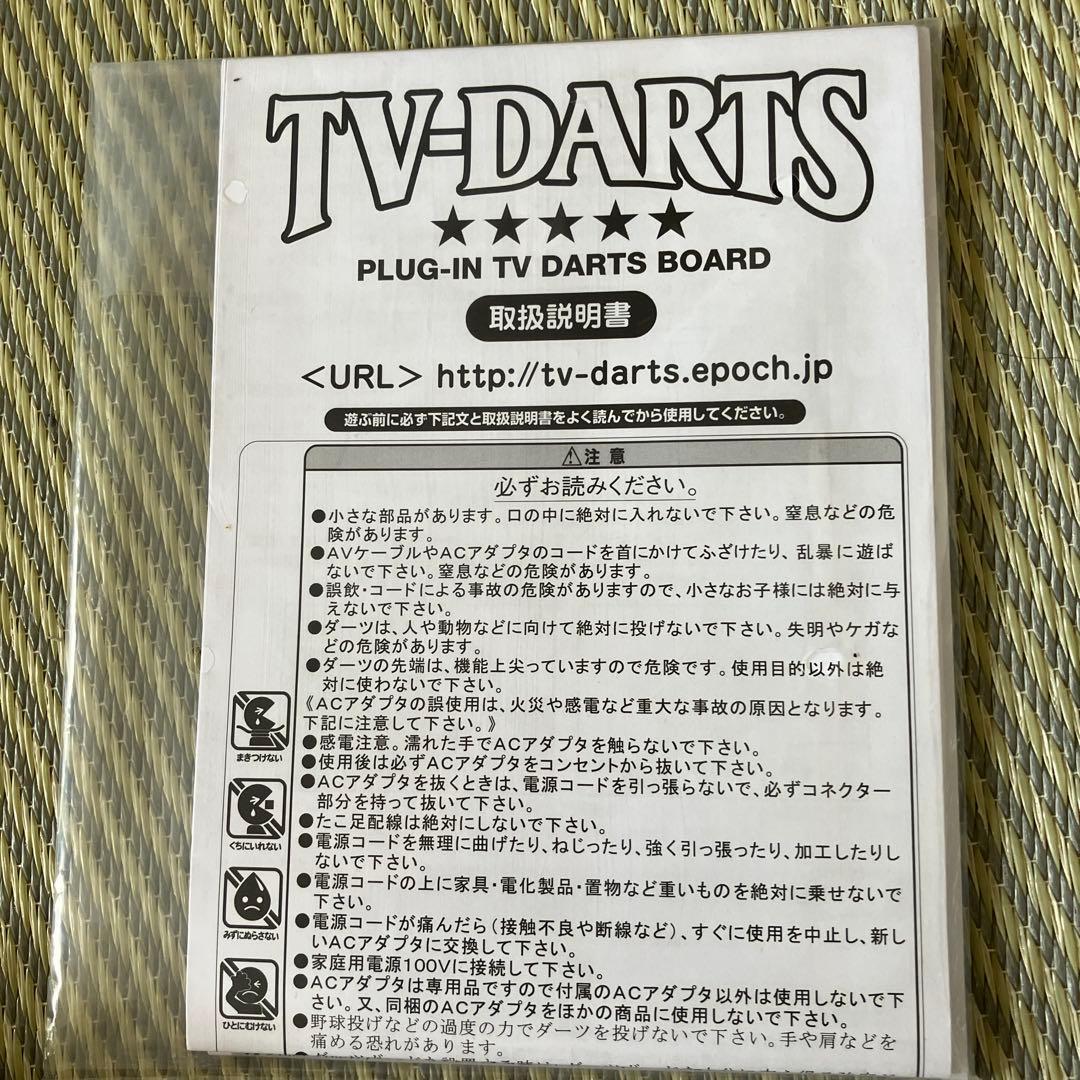 TV-DARTS
★★★★★
PLUG-IN TV DARTS BOARD
取扱説明書
＜URL＞ http://tv-darts.epoch.jp
遊ぶ前に必ず下記文と取扱説明書をよく読んでから使用してください。
⚠注 意
必ずお読みください。
●小さな部品があります。口の中に絶対に入れないで下さい。窒息などの危
険があります。
●AVケーブルやACアダプタのコードを首にかけてふざけたり、乱暴に遊ば
ないで下さい。窒息などの危険があります。
●誤飲・コードによる事故の危険がありますので、小さなお子様には絶対に与
えないで下さい。
●ダーツは、人や動物などに向けて絶対に投げないで下さい。失明やケガな
どの危険があります。
●ダーツの先端は、機能上尖っていますので危険です。使用目的以外は絶
対に使わないで下さい。
《ACアダプタの誤使用は、火災や感電など重大な事故の原因となります。
下記に注意して下さい。》
●感電注意。濡れた手でACアダプタを触らないで下さい。
●使用後は必ずACアダプタをコンセントから抜いて下さい。
●ACアダプタを抜くときは、電源コードを引っ張らないで、必ずコネクター
部分を持って抜いて下さい。
●たこ足配線は絶対にしないで下さい。
●電源コードを無理に曲げたり、ねじったり、強く引っ張ったり、加工したりし
ないで下さい。
●電源コードの上に家具・電化製品・置物など重いものを絶対に乗せないで
下さい。
●電源コードが痛んだら（接触不良や断線など）、すぐに使用を中止し、新し
いACアダプタに交換して下さい。
●家庭用電源100Vに接続して下さい。
●ACアダプタは専用品ですので付属のACアダプタ以外は使用しないで下
さい。又、同梱のACアダプタをほかの商品に使用しないで下さい。
●野球投げなどの過度の力でダーツを投げないで下さい。手や肩などを
痛める恐れがあります。
まきつけない
くちにいれない
みずにぬらさない
ひとにむけない